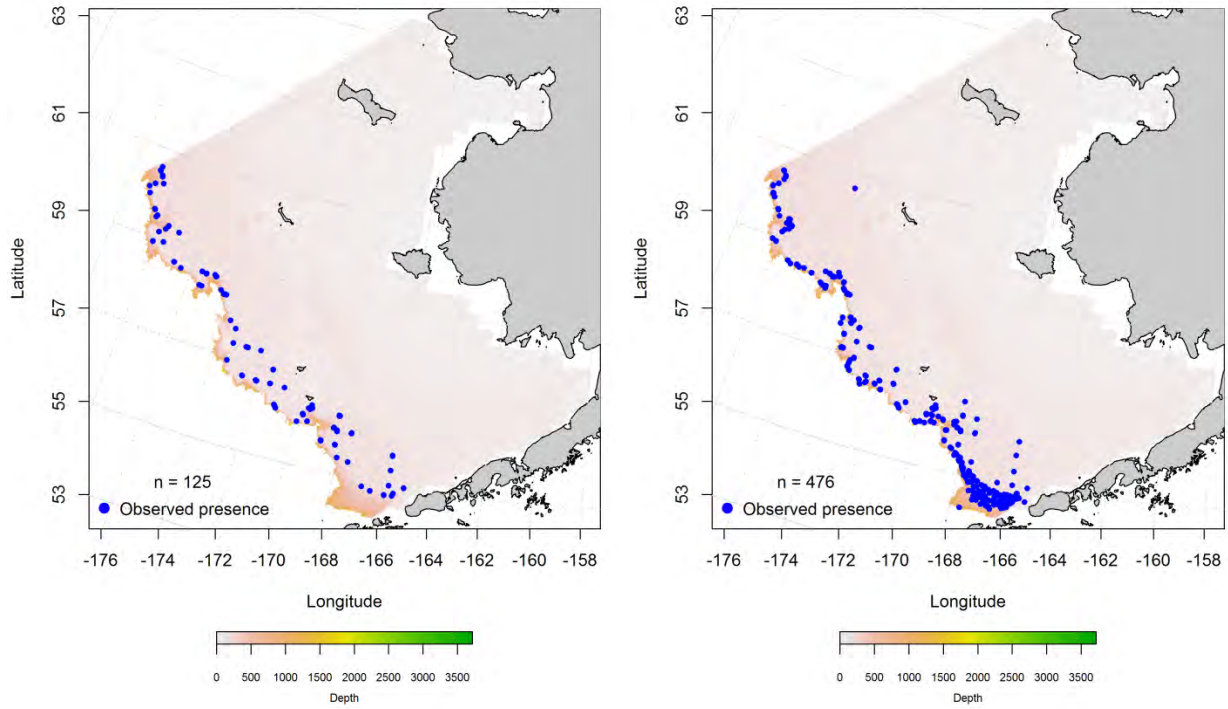 63
61
59
57
55
53
Latitude
n = 125
Observed presence
-176 -172 -170 -168 -166 -164 -162 -160 -158
Longitude
0 500 1000 1500 2000 2500 3000 3500
Depth
63
61
59
57
55
53
Latitude
n = 476
Observed presence
-176 -172 -170 -168 -166 -164 -162 -160 -158
Longitude
0 500 1000 1500 2000 2500 3000 3500
Depth